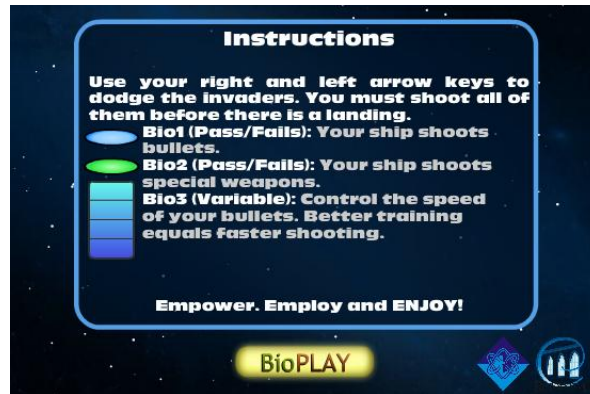 Instructions
Use your right and left arrow keys to
dodge the invaders. You must shoot all of
them before there is a landing.
Bio1 (Pass/Fails): Your ship shoots
bullets.
Bio2 (Pass/Fails): Your ship shoots
special weapons.
Bio3 (Variable): Control the speed
of your bullets. Better training
equals faster shooting.
Empower. Employ and ENJOY!
BioPLAY